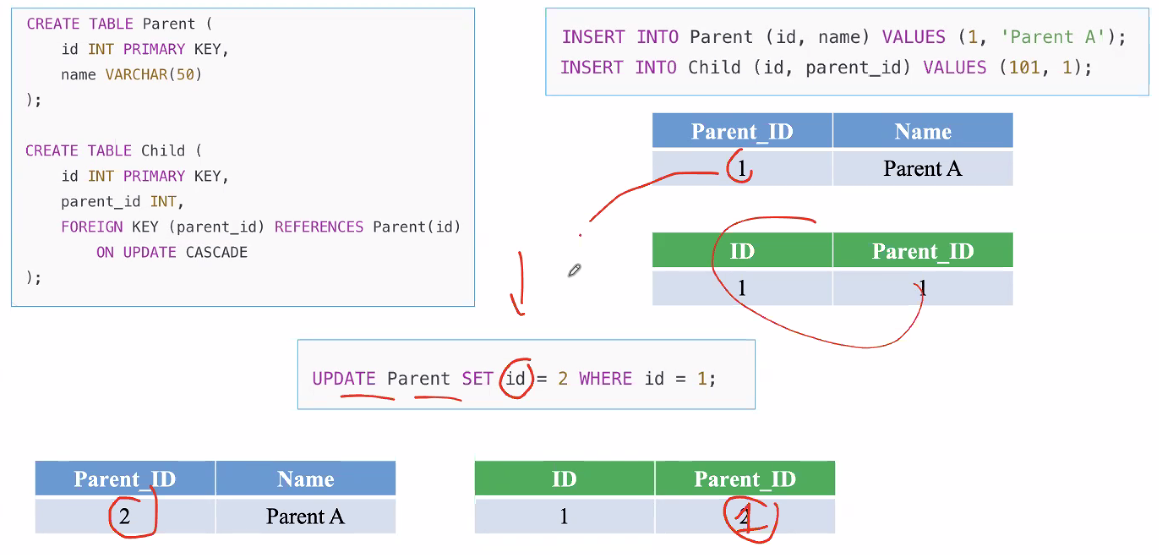 CREATE TABLE Parent (
id INT PRIMARY KEY,
name VARCHAR(50)
);
CREATE TABLE Child (
id INT PRIMARY KEY,
parent_id INT,
FOREIGN KEY (parent_id) REFERENCES Parent(id)
ON UPDATE CASCADE
);
INSERT INTO Parent (id, name) VALUES (1, 'Parent A');
INSERT INTO Child (id, parent_id) VALUES (101, 1);
Parent_ID Name
1 Parent A
ID Parent_ID
1 1
UPDATE Parent SET id = 2 WHERE id = 1;
Parent_ID Name
2 Parent A
ID Parent_ID
1 2
1